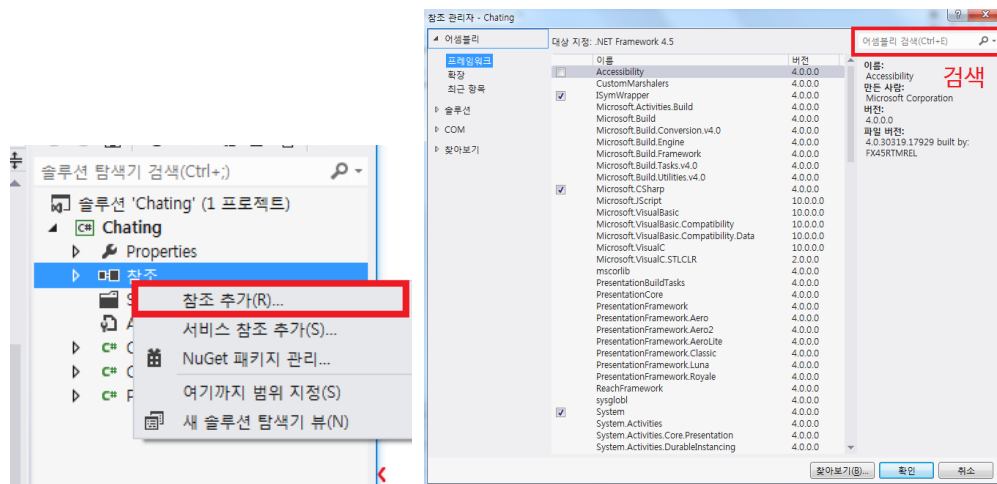 솔루션 탐색기 검색(Ctrl+;)
솔루션 'Chating' (1 프로젝트)
C# Chating
Properties
참조
참조 추가(R)...
서비스 참조 추가(S)...
NuGet 패키지 관리...
여기까지 범위 지정(S)
새 솔루션 탐색기 뷰(N)
S
A
C# C
C# C
C# P
참조 관리자 - Chating
어셈블리
프레임워크
확장
최근 항목
솔루션
COM
찾아보기
대상 지정: .NET Framework 4.5
이름 버전
Accessibility 4.0.0.0
CustomMarshalers 4.0.0.0
ISymWrapper 4.0.0.0
Microsoft.Activities.Build 4.0.0.0
Microsoft.Build 4.0.0.0
Microsoft.Build.Conversion.v4.0 4.0.0.0
Microsoft.Build.Engine 4.0.0.0
Microsoft.Build.Framework 4.0.0.0
Microsoft.Build.Tasks.v4.0 4.0.0.0
Microsoft.Build.Utilities.v4.0 4.0.0.0
Microsoft.CSharp 4.0.0.0
Microsoft.JScript 10.0.0.0
Microsoft.VisualBasic 10.0.0.0
Microsoft.VisualBasic.Compatibility 10.0.0.0
Microsoft.VisualBasic.Compatibility.Data 10.0.0.0
Microsoft.VisualC 10.0.0.0
Microsoft.VisualC.STLCLR 2.0.0.0
mscorlib 4.0.0.0
PresentationBuildTasks 4.0.0.0
PresentationCore 4.0.0.0
PresentationFramework 4.0.0.0
PresentationFramework.Aero 4.0.0.0
PresentationFramework.Aero2 4.0.0.0
PresentationFramework.AeroLite 4.0.0.0
PresentationFramework.Classic 4.0.0.0
PresentationFramework.Luna 4.0.0.0
PresentationFramework.Royale 4.0.0.0
ReachFramework 4.0.0.0
sysglobl 4.0.0.0
System 4.0.0.0
System.Activities 4.0.0.0
System.Activities.Core.Presentation 4.0.0.0
System.Activities.DurableInstancing 4.0.0.0
어셈블리 검색(Ctrl+E)
검색
이름:
Accessibility
만든 사람:
Microsoft Corporation
버전:
4.0.0.0
파일 버전:
4.0.30319.17929 built by:
FX45RTMREL
찾아보기(B)... 확인 취소